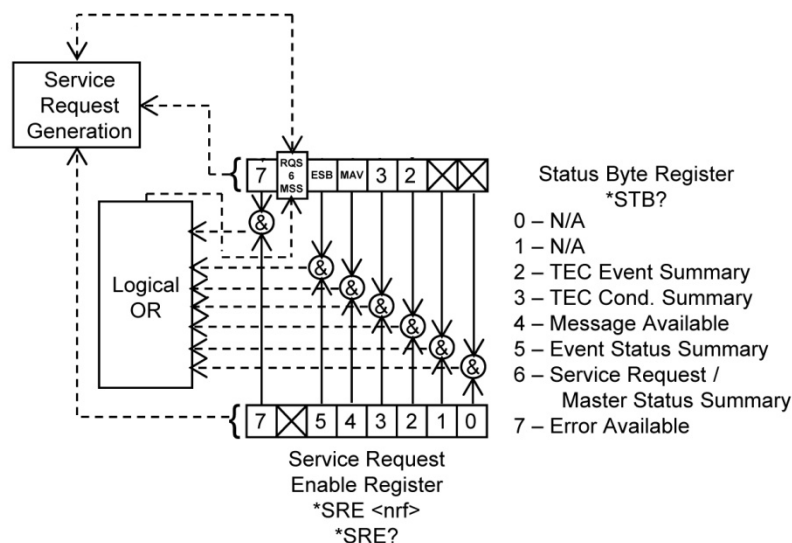 Service
Request
Generation
7
RQS
6
MSS
ESB
MAV
3
2
Status Byte Register
*STB?
0 – N/A
1 – N/A
2 – TEC Event Summary
3 – TEC Cond. Summary
4 – Message Available
5 – Event Status Summary
6 – Service Request /
Master Status Summary
7 – Error Available
Logical
OR
&
&
&
&
&
&
&
7
5
4
3
2
1
0
Service Request
Enable Register
*SRE <nrf>
*SRE?